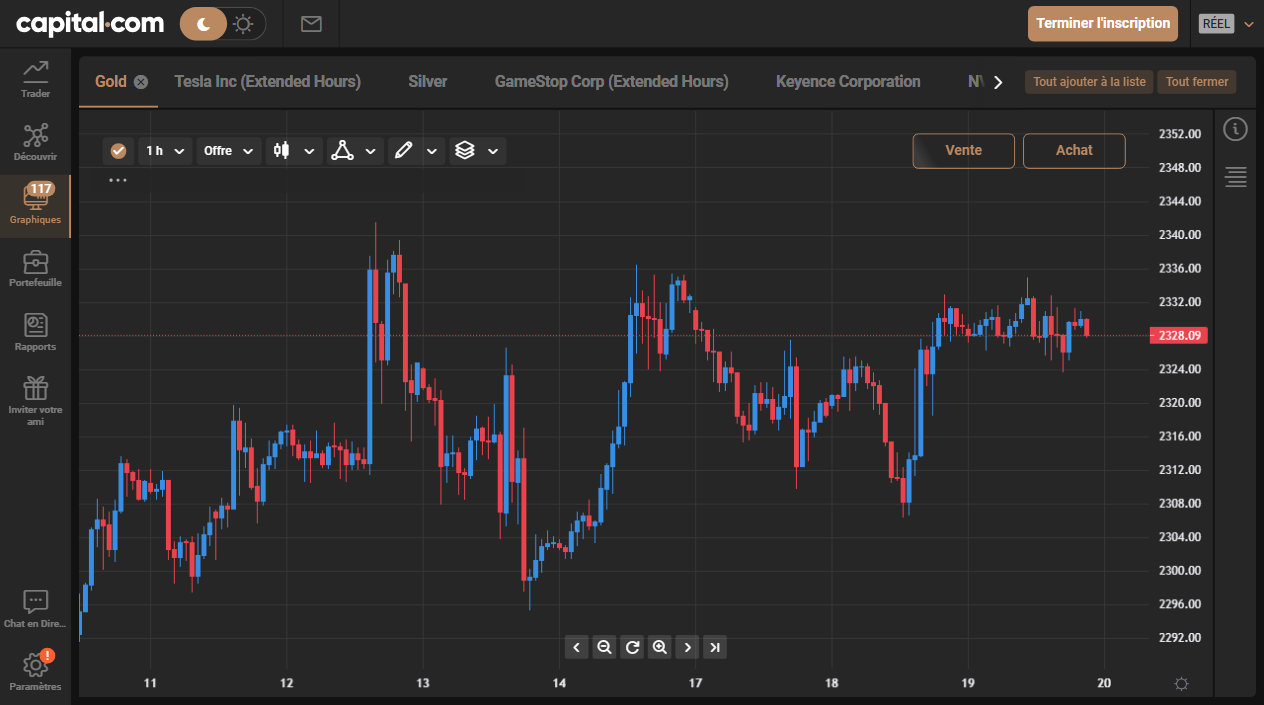 capital.com
Terminer l'inscription
RÉEL
Trader
Découvrir
117
Graphiques
Portefeuille
Rapports
Inviter votre
ami
Chat en Dire...
!
Paramètres
Gold
Tesla Inc (Extended Hours)
Silver
GameStop Corp (Extended Hours)
Keyence Corporation
Tout ajouter à la liste
Tout fermer
1 h
Offre
...
Vente
Achat
2352.00
2348.00
2344.00
2340.00
2336.00
2332.00
2328.09
2324.00
2320.00
2316.00
2312.00
2308.00
2304.00
2300.00
2296.00
2292.00
11
12
13
14
17
18
19
20